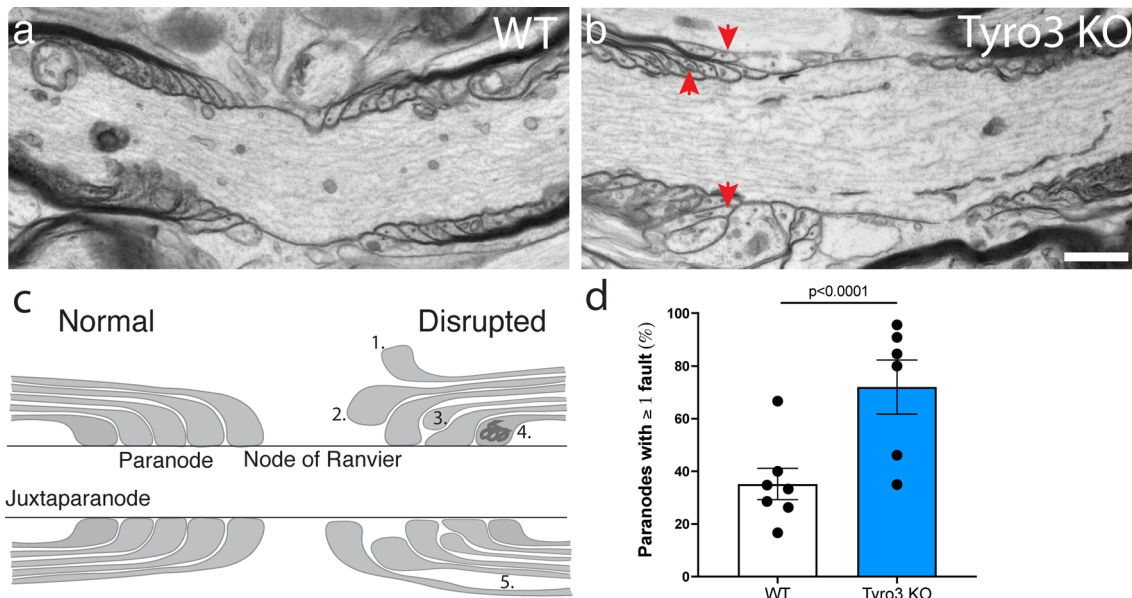 a
WT
b
Tyro3 KO
c
Normal
Disrupted
1.
2.
3.
4.
Paranode
Node of Ranvier
Juxtaparanode
5.
d
p<0.0001
Paranodes with ≥ 1 fault (%)
100
80
60
40
20
0
WT
Tyro3 KO